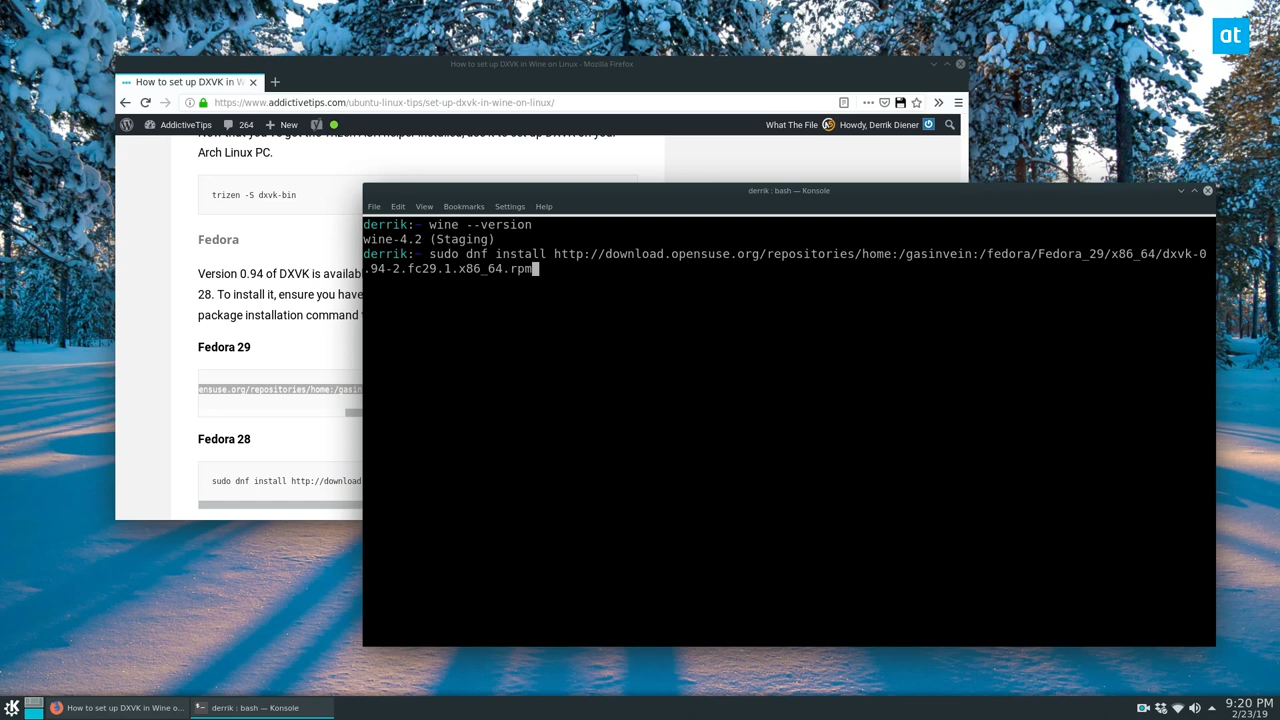 at
How to set up DXVK in Wine on Linux - Mozilla Firefox
How to set up DXVK in W
https://www.addictivetips.com/ubuntu-linux-tips/set-up-dxvk-in-wine-on-linux/
AddictiveTips 264 New What The File Howdy, Derrik Diener
Arch Linux PC.
trizen -S dxvk-bin
Fedora
Version 0.94 of DXVK is availab
28. To install it, ensure you have
package installation command
Fedora 29
ensuse.org/repositories/home:/gasin
Fedora 28
sudo dnf install http://download
derrik : bash — Konsole
File Edit View Bookmarks Settings Help
derrik:~ wine --version
wine-4.2 (Staging)
derrik:~ sudo dnf install http://download.opensuse.org/repositories/home:/gasinvein:/fedora/Fedora_29/x86_64/dxvk-0
.94-2.fc29.1.x86_64.rpm
How to set up DXVK in Wine o...
derrik : bash — Konsole
9:20 PM
2/23/19